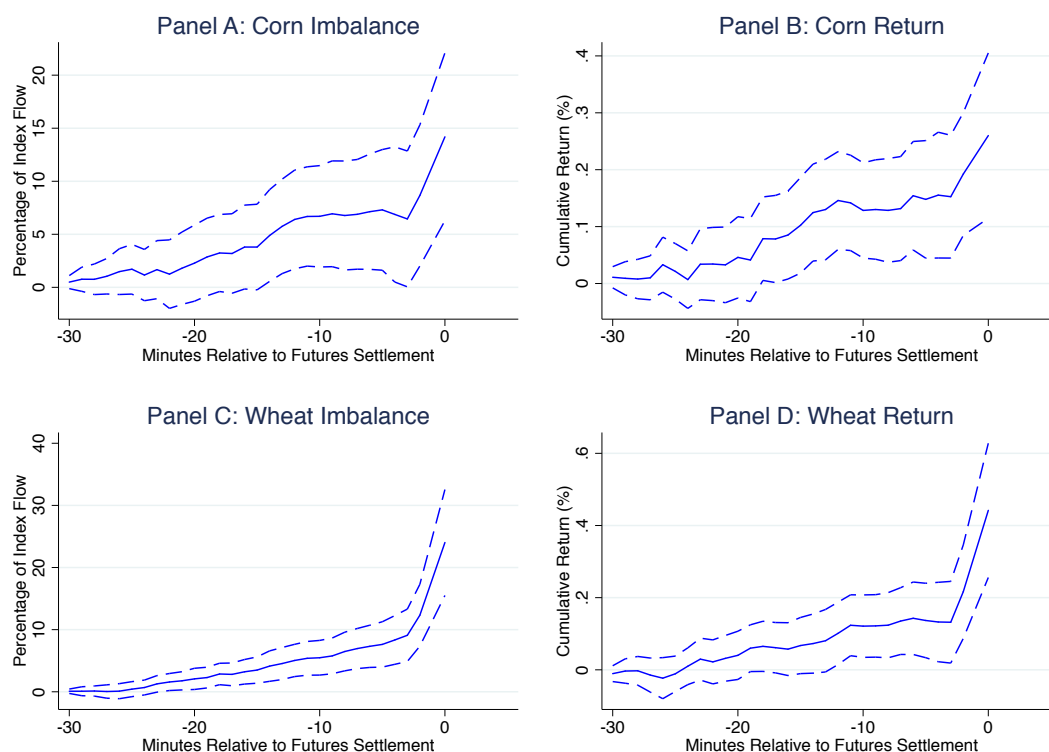 Panel A: Corn Imbalance
Percentage of Index Flow
20
15
10
5
0
-30 -20 -10 0
Minutes Relative to Futures Settlement
Panel B: Corn Return
Cumulative Return (%)
.4
.3
.2
.1
0
-30 -20 -10 0
Minutes Relative to Futures Settlement
Panel C: Wheat Imbalance
Percentage of Index Flow
40
30
20
10
0
-30 -20 -10 0
Minutes Relative to Futures Settlement
Panel D: Wheat Return
Cumulative Return (%)
.6
.4
.2
0
-30 -20 -10 0
Minutes Relative to Futures Settlement